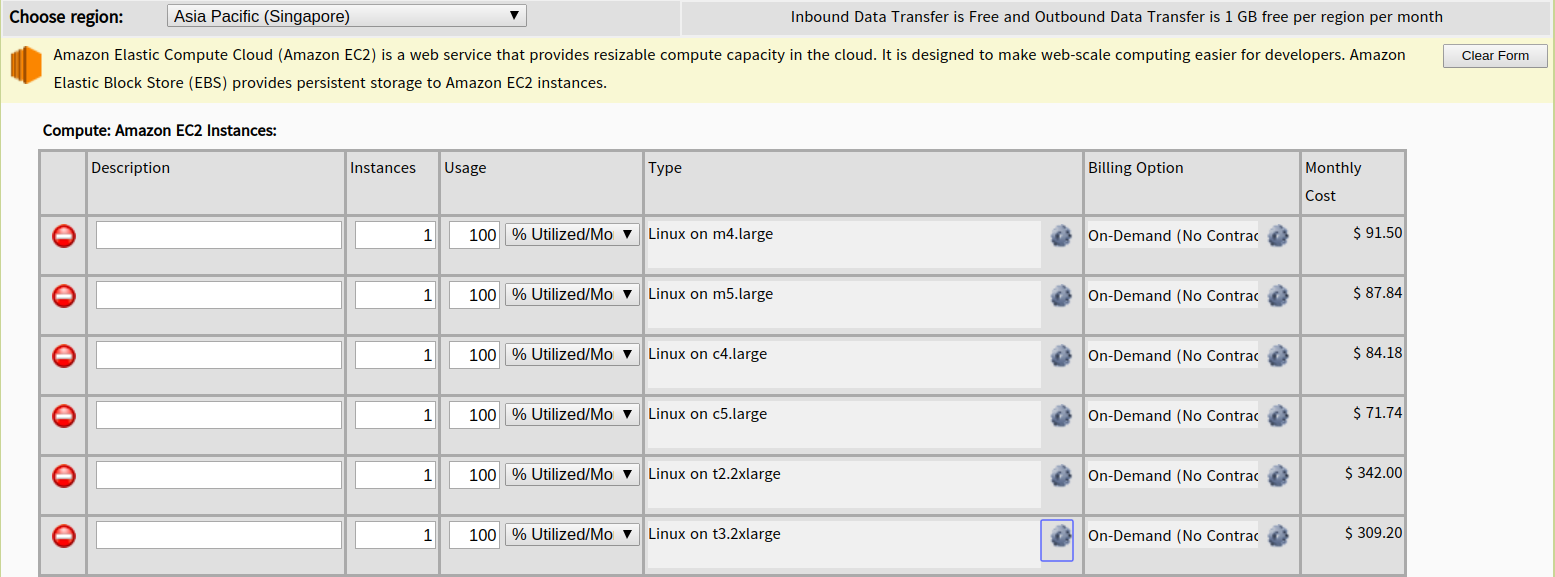 Choose region: Asia Pacific (Singapore) Inbound Data Transfer is Free and Outbound Data Transfer is 1 GB free per region per month
Amazon Elastic Compute Cloud (Amazon EC2) is a web service that provides resizable compute capacity in the cloud. It is designed to make web-scale computing easier for developers. Amazon Clear Form
Elastic Block Store (EBS) provides persistent storage to Amazon EC2 instances.
Compute: Amazon EC2 Instances:
Description Instances Usage Type Billing Option Monthly
Cost
1 100 % Utilized/Mo Linux on m4.large On-Demand (No Contrac $ 91.50
1 100 % Utilized/Mo Linux on m5.large On-Demand (No Contrac $ 87.84
1 100 % Utilized/Mo Linux on c4.large On-Demand (No Contrac $ 84.18
1 100 % Utilized/Mo Linux on c5.large On-Demand (No Contrac $ 71.74
1 100 % Utilized/Mo Linux on t2.2xlarge On-Demand (No Contrac $ 342.00
1 100 % Utilized/Mo Linux on t3.2xlarge On-Demand (No Contrac $ 309.20